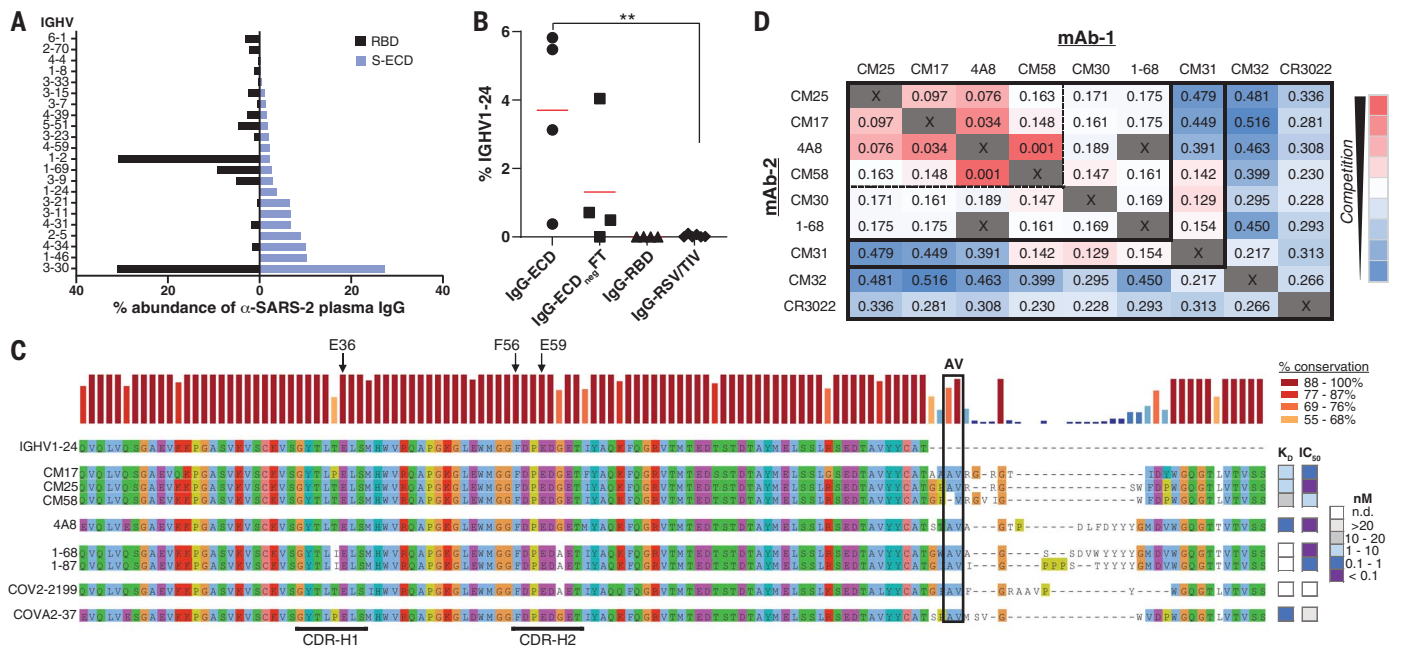 A
IGHV
6-1
2-70
4-4
1-8
3-33
3-15
3-7
4-39
5-51
3-23
4-59
1-2
1-69
3-9
1-24
3-21
3-11
4-31
2-5
4-34
1-46
3-30
RBD
S-ECD
40 20 0 20 40
% abundance of α-SARS-2 plasma IgG
B
**
% IGHV1-24
6
4
2
0
IgG-ECD
IgG-ECDnegFT
IgG-RBD
IgG-RSV/TIV
D
mAb-1
mAb-2
CM25 CM17 4A8 CM58 CM30 1-68 CM31 CM32 CR3022
CM25 X 0.097 0.076 0.163 0.171 0.175 0.479 0.481 0.336
CM17 0.097 X 0.034 0.148 0.161 0.175 0.449 0.516 0.281
4A8 0.076 0.034 X 0.001 0.189 X 0.391 0.463 0.308
CM58 0.163 0.148 0.001 X 0.147 0.161 0.142 0.399 0.230
CM30 0.171 0.161 0.189 0.147 X 0.169 0.129 0.295 0.228
1-68 0.175 0.175 X 0.161 0.169 X 0.154 0.450 0.293
CM31 0.479 0.449 0.391 0.142 0.129 0.154 X 0.217 0.313
CM32 0.481 0.516 0.463 0.399 0.295 0.450 0.217 X 0.266
CR3022 0.336 0.281 0.308 0.230 0.228 0.293 0.313 0.266 X
Competition
C
E36 F56 E59
AV
% conservation
88 - 100%
77 - 87%
69 - 76%
55 - 68%
IGHV1-24 QVQLVQSGAEVKKPGASVKVSCKVSGYTLTELSMHWVRQAPGKGLEWMGGFDPEDGETIYAQKFQGRVTMTEDTSTDTAYMELSSLRSEDTAVYYCAT
CM17
CM25
CM58
4A8
1-68
1-87
COV2-2199
COVA2-37
CDR-H1 CDR-H2
KD IC50
nM
n.d.
>20
10 - 20
1 - 10
0.1 - 1
< 0.1